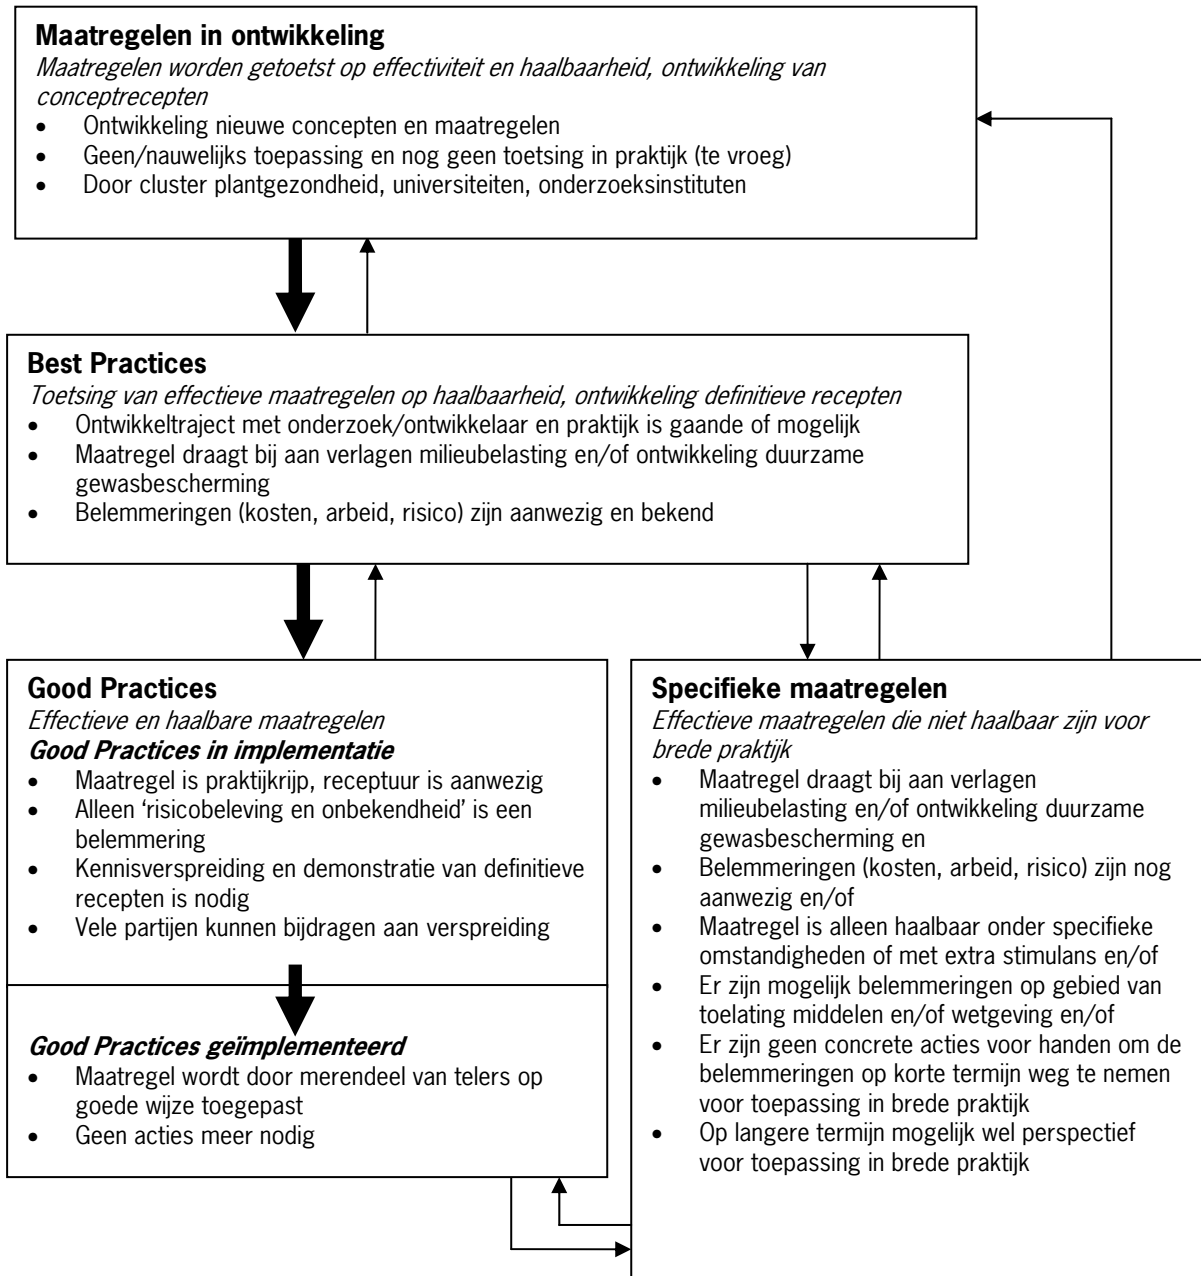 Maatregelen in ontwikkeling
Maatregelen worden getoetst op effectiviteit en haalbaarheid, ontwikkeling van
conceptrecepten
• Ontwikkeling nieuwe concepten en maatregelen
• Geen/nauwelijks toepassing en nog geen toetsing in praktijk (te vroeg)
• Door cluster plantgezondheid, universiteiten, onderzoeksinstituten
Best Practices
Toetsing van effectieve maatregelen op haalbaarheid, ontwikkeling definitieve recepten
• Ontwikkeltraject met onderzoek/ontwikkelaar en praktijk is gaande of mogelijk
• Maatregel draagt bij aan verlagen milieubelasting en/of ontwikkeling duurzame
gewasbescherming
• Belemmeringen (kosten, arbeid, risico) zijn aanwezig en bekend
Good Practices
Effectieve en haalbare maatregelen
Good Practices in implementatie
• Maatregel is praktijkrijp, receptuur is aanwezig
• Alleen ‘risicobeleving en onbekendheid’ is een
belemmering
• Kennisverspreiding en demonstratie van definitieve
recepten is nodig
• Vele partijen kunnen bijdragen aan verspreiding
Good Practices geïmplementeerd
• Maatregel wordt door merendeel van telers op
goede wijze toegepast
• Geen acties meer nodig
Specifieke maatregelen
Effectieve maatregelen die niet haalbaar zijn voor
brede praktijk
• Maatregel draagt bij aan verlagen
milieubelasting en/of ontwikkeling duurzame
gewasbescherming en
• Belemmeringen (kosten, arbeid, risico) zijn nog
aanwezig en/of
• Maatregel is alleen haalbaar onder specifieke
omstandigheden of met extra stimulans en/of
• Er zijn mogelijk belemmeringen op gebied van
toelating middelen en/of wetgeving en/of
• Er zijn geen concrete acties voor handen om de
belemmeringen op korte termijn weg te nemen
voor toepassing in brede praktijk
• Op langere termijn mogelijk wel perspectief
voor toepassing in brede praktijk